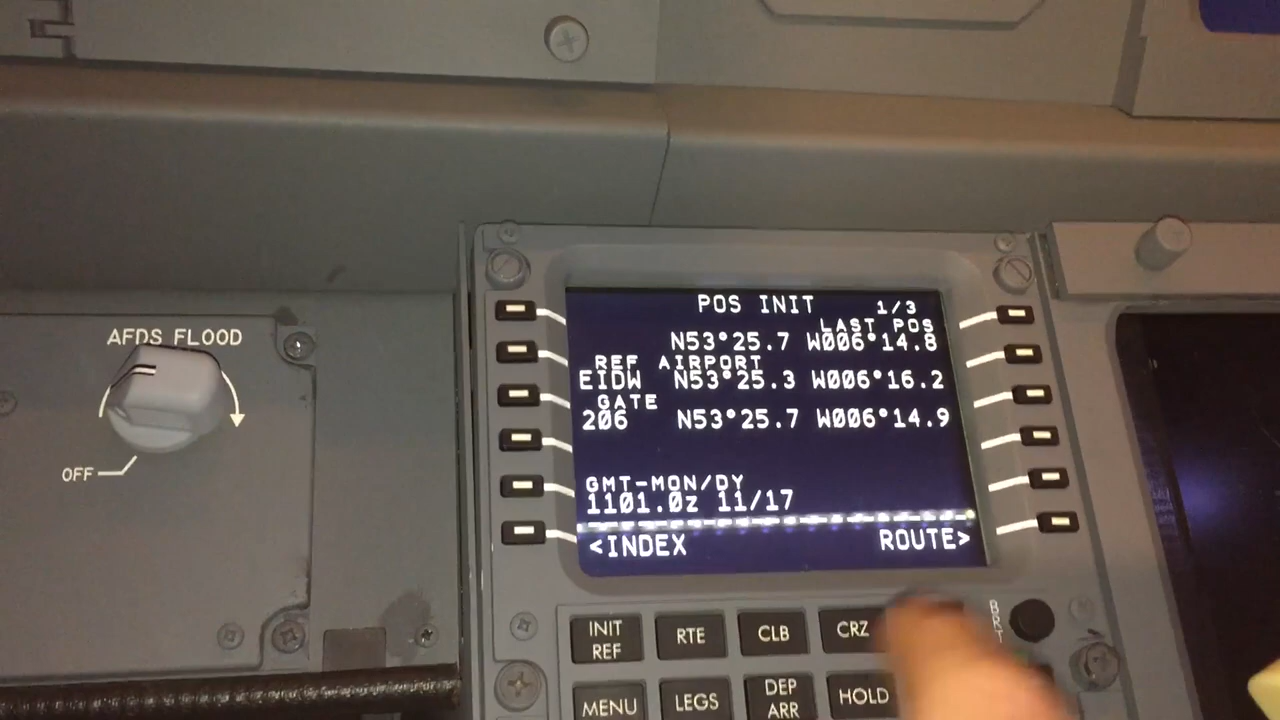 AFDS FLOOD
OFF
POS INIT 1/3
LAST POS
N53°25.7 W006°14.8
REF AIRPORT
EIDW N53°25.3 W006°16.2
GATE
206 N53°25.7 W006°14.9
GMT-MON/DY
1101.0z 11/17
<INDEX ROUTE>
BRT
INIT REF
RTE
CLB
CRZ
MENU
LEGS
DEP ARR
HOLD